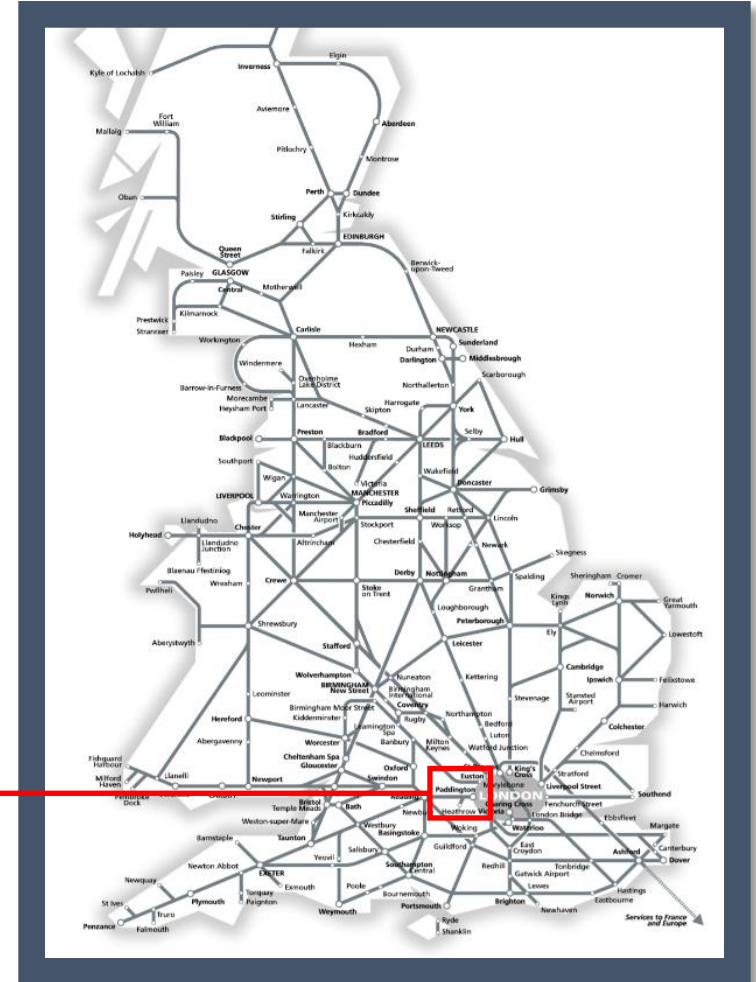 Elgin
Inverness
Kyle of Lochalsh
Aviemore
Fort
William
Mallaig
Aberdeen
Pitlochry
Montrose
Oban
Perth
Dundee
Stirling
Kirkcaldy
EDINBURGH
Queen
Street
Falkirk
GLASGOW
Central
Paisley
Motherwell
Berwick-
upon-Tweed
Prestwick
Kilmarnock
Stranraer
Carlisle
NEWCASTLE
Workington
Hexham
Sunderland
Durham
Darlington
Middlesbrough
Windermere
Scarborough
Oxenholme
Lake District
Northallerton
Barrow-in-Furness
Morecambe
Lancaster
Heysham Port
Skipton
Harrogate
York
Blackpool
Preston
Bradford
LEEDS
Selby
Hull
Blackburn
Huddersfield
Southport
Bolton
Wakefield
Wigan
Victoria
MANCHESTER
Piccadilly
Doncaster
Grimsby
LIVERPOOL
Warrington
Manchester
Airport
Sheffield
Retford
Lincoln
Llandudno
Chester
Stockport
Worksop
Holyhead
Llandudno
Junction
Altrincham
Chesterfield
Newark
Skegness
Blaenau Ffestiniog
Derby
Nottingham
Spalding
Sheringham
Cromer
Pwllheli
Wrexham
Crewe
Stoke
on Trent
Grantham
Kings
Lynn
Norwich
Great
Yarmouth
Loughborough
Aberystwyth
Shrewsbury
Peterborough
Ely
Lowestoft
Stafford
Leicester
Wolverhampton
Cambridge
BIRMINGHAM
New Street
Nuneaton
Birmingham
International
Kettering
Ipswich
Felixstowe
Leominster
Coventry
Stansted
Airport
Birmingham Moor Street
Stevenage
Harwich
Kidderminster
Rugby
Northampton
Hereford
Leamington
Spa
Bedford
Colchester
Worcester
Banbury
Milton
Keynes
Luton
Abergavenny
Watford Junction
Chelmsford
Cheltenham Spa
Gloucester
Oxford
Fishguard
Harbour
Euston
King's
Cross
Stratford
Milford
Haven
Llanelli
Newport
Swindon
Paddington
Marylebone
Liverpool Street
Pembroke
Dock
LONDON
Southend
Bristol
Temple Meads
Bath
Reading
Heathrow
Victoria
Charing Cross
Fenchurch Street
London Bridge
Ebbsfleet
Weston-super-Mare
Newbury
Waterloo
Margate
Barnstaple
Taunton
Westbury
Basingstoke
Woking
East
Croydon
Canterbury
Salisbury
Guildford
Newton Abbot
Yeovil
Redhill
Tonbridge
Ashford
Dover
EXETER
Southampton
Central
Gatwick Airport
Newquay
Exmouth
Poole
Lewes
Hastings
Torquay
Paignton
Bournemouth
Eastbourne
St Ives
Plymouth
Weymouth
Portsmouth
Brighton
Newhaven
Truro
Penzance
Falmouth
Ryde
Shanklin
Services to France
and Europe